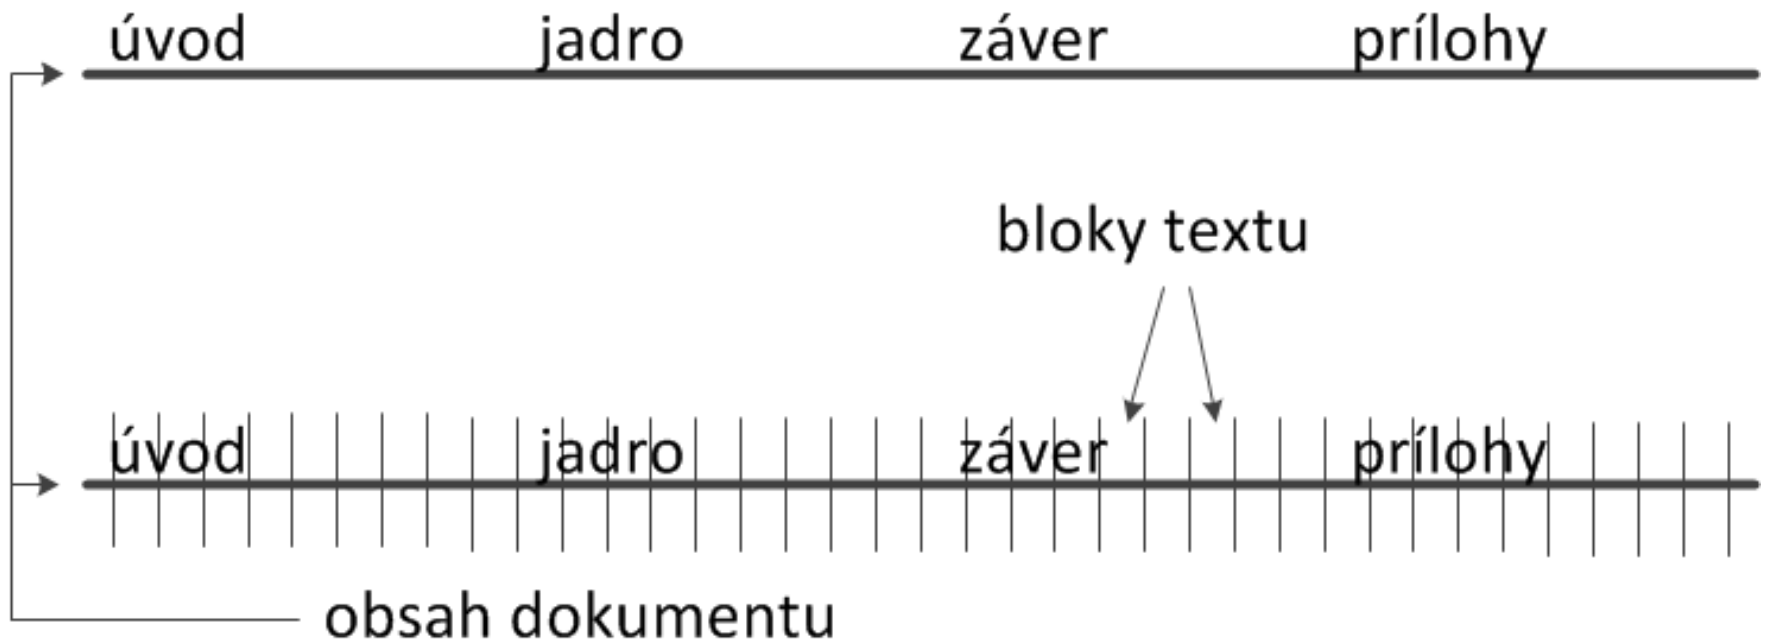 úvod jadro záver prílohy
bloky textu
úvod jadro záver prílohy
obsah dokumentu